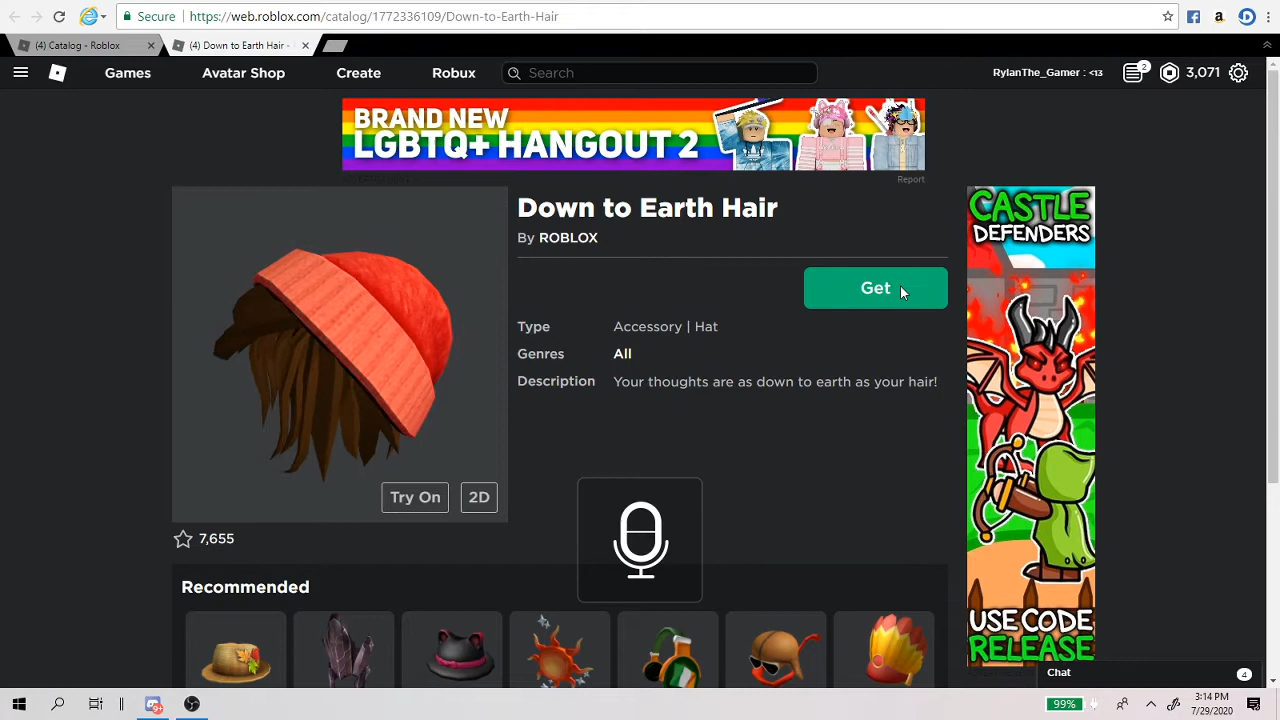 Secure
https://web.roblox.com/catalog/1772336109/Down-to-Earth-Hair
(4) Catalog - Roblox
(4) Down to Earth Hair -
Games
Avatar Shop
Create
Robux
Search
RylanThe_Gamer : <13
2
3,071
BRAND NEW
LGBTQ+ HANGOUT 2
Report
Down to Earth Hair
By ROBLOX
Get
Type
Accessory | Hat
Genres
All
Description
Your thoughts are as down to earth as your hair!
Try On
2D
7,655
Recommended
CASTLE
DEFENDERS
USE CODE
RELEASE
Chat
4
99%
3:14 PM
7/29/2020